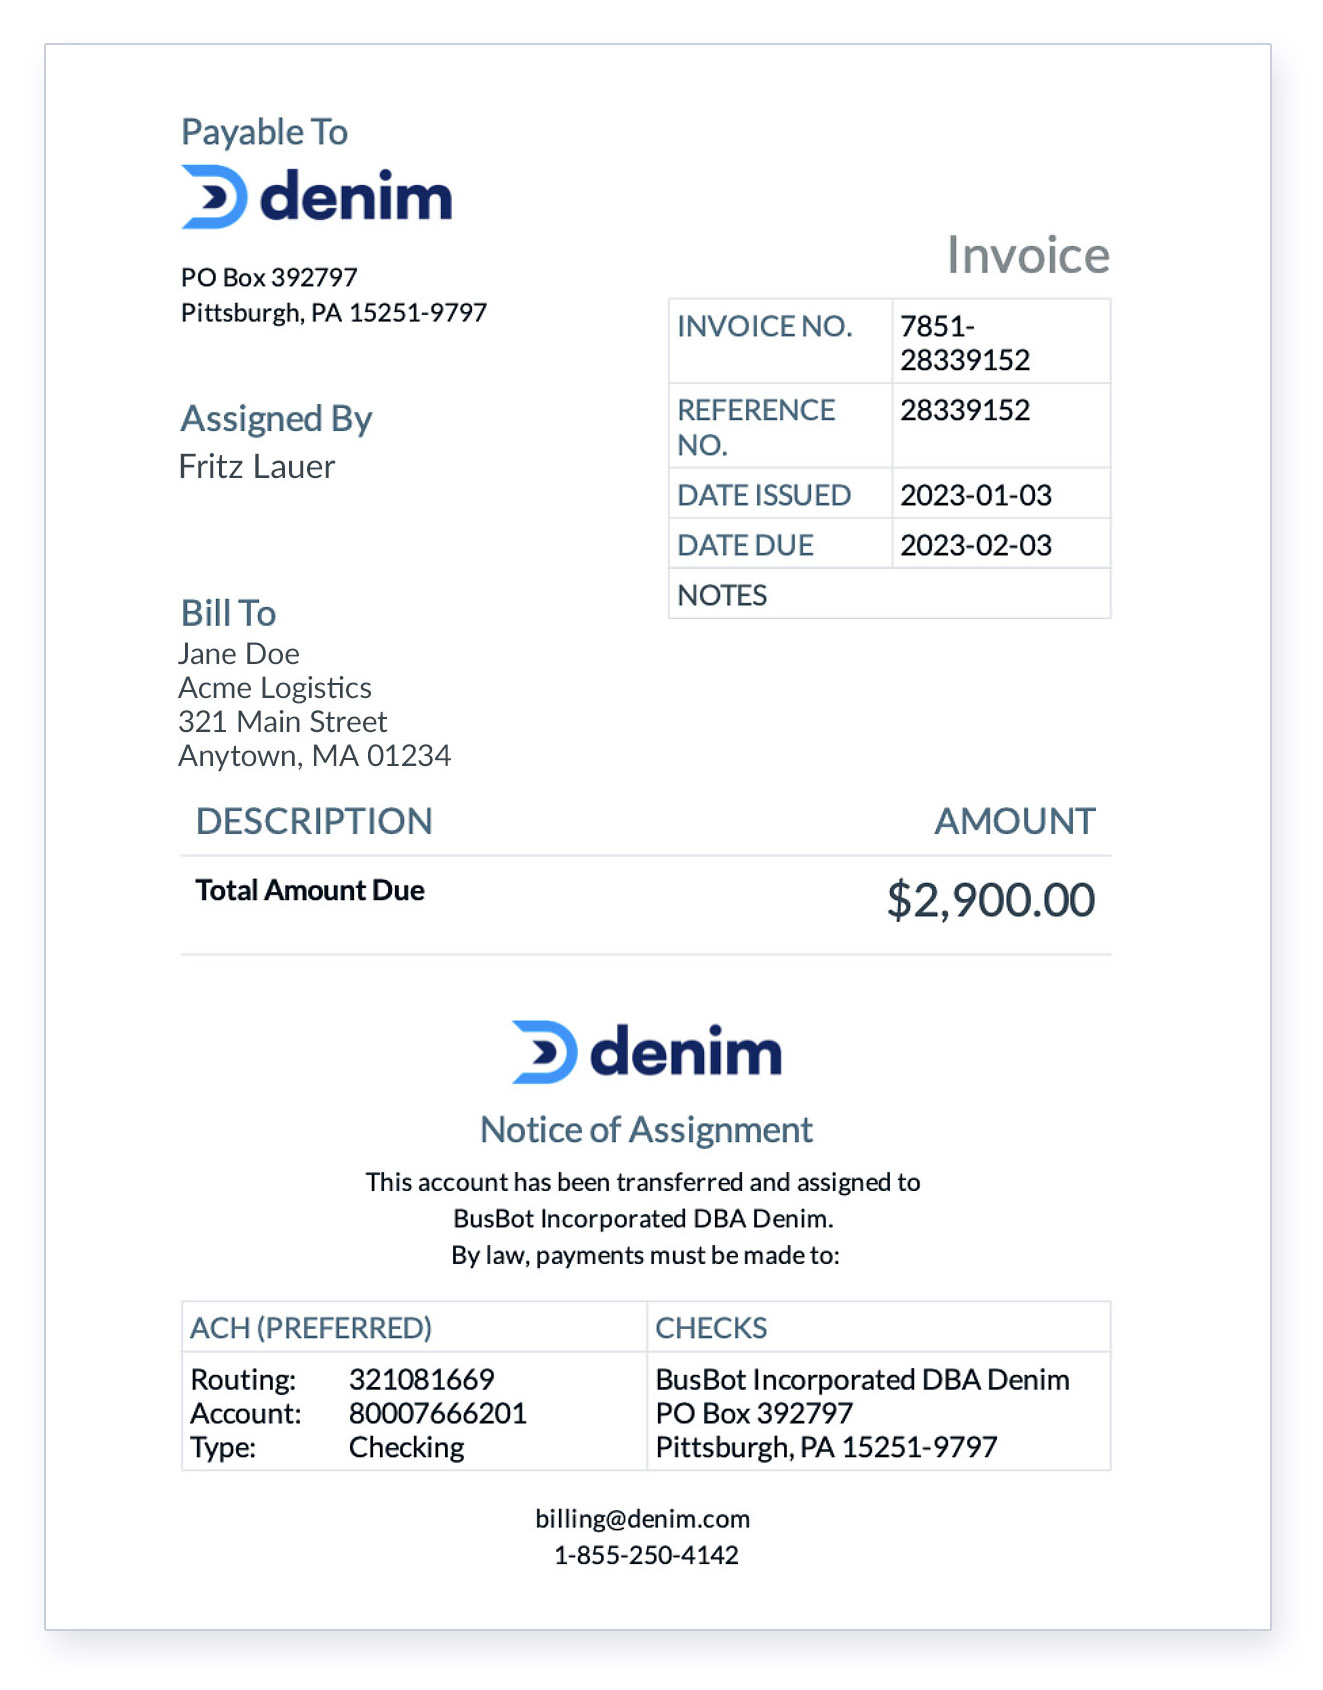 Payable To
denim
PO Box 392797
Pittsburgh, PA 15251-9797
Invoice
INVOICE NO. 7851-
28339152
REFERENCE 28339152
NO.
DATE ISSUED 2023-01-03
DATE DUE 2023-02-03
NOTES
Assigned By
Fritz Lauer
Bill To
Jane Doe
Acme Logistics
321 Main Street
Anytown, MA 01234
DESCRIPTION AMOUNT
Total Amount Due $2,900.00
denim
Notice of Assignment
This account has been transferred and assigned to
BusBot Incorporated DBA Denim.
By law, payments must be made to:
ACH (PREFERRED)
Routing: 321081669
Account: 80007666201
Type: Checking
CHECKS
BusBot Incorporated DBA Denim
PO Box 392797
Pittsburgh, PA 15251-9797
billing@denim.com
1-855-250-4142